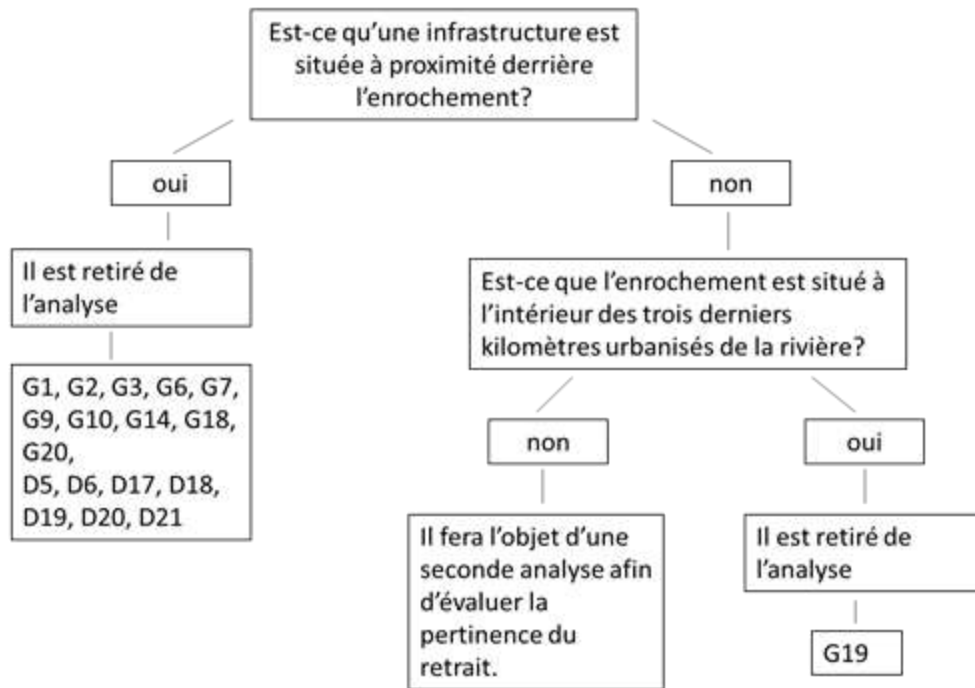 Est-ce qu'une infrastructure est
située à proximité derrière
l'enrochement?
oui
non
Il est retiré de
l'analyse
Est-ce que l'enrochement est situé à
l'intérieur des trois derniers
kilomètres urbanisés de la rivière?
G1, G2, G3, G6, G7,
G9, G10, G14, G18,
G20,
D5, D6, D17, D18,
D19, D20, D21
non
oui
Il fera l'objet d'une
seconde analyse afin
d'évaluer la
pertinence du
retrait.
Il est retiré de
l'analyse
G19